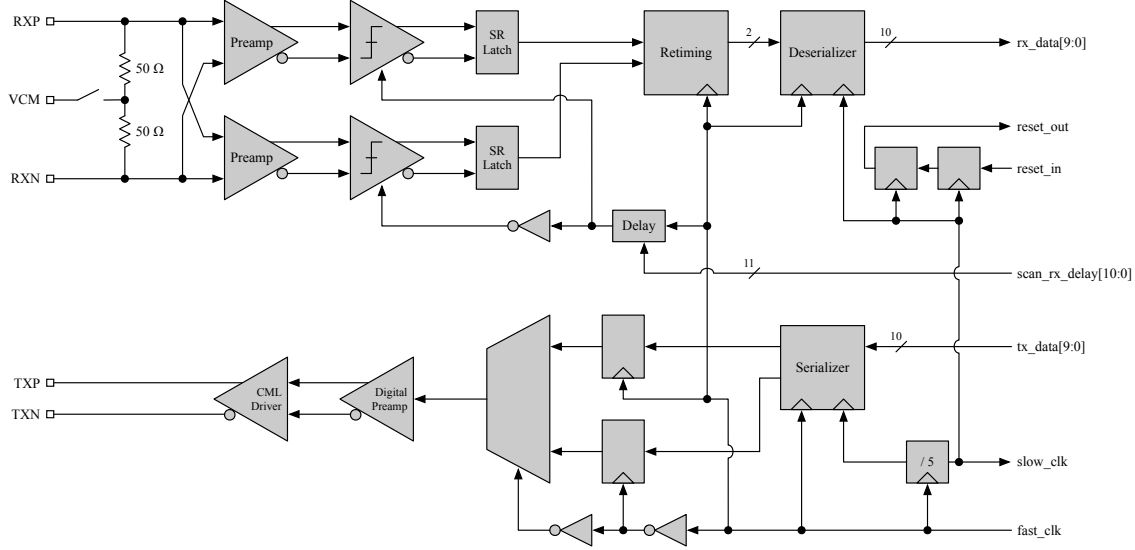 RXP
50 Ω
VCM
50 Ω
RXN
Preamp
SR
Latch
Preamp
SR
Latch
Retiming
2
Deserializer
10
rx_data[9:0]
reset_out
reset_in
Delay
11
scan_rx_delay[10:0]
10
tx_data[9:0]
Serializer
TXP
TXN
CML
Driver
Digital
Preamp
/ 5
slow_clk
fast_clk